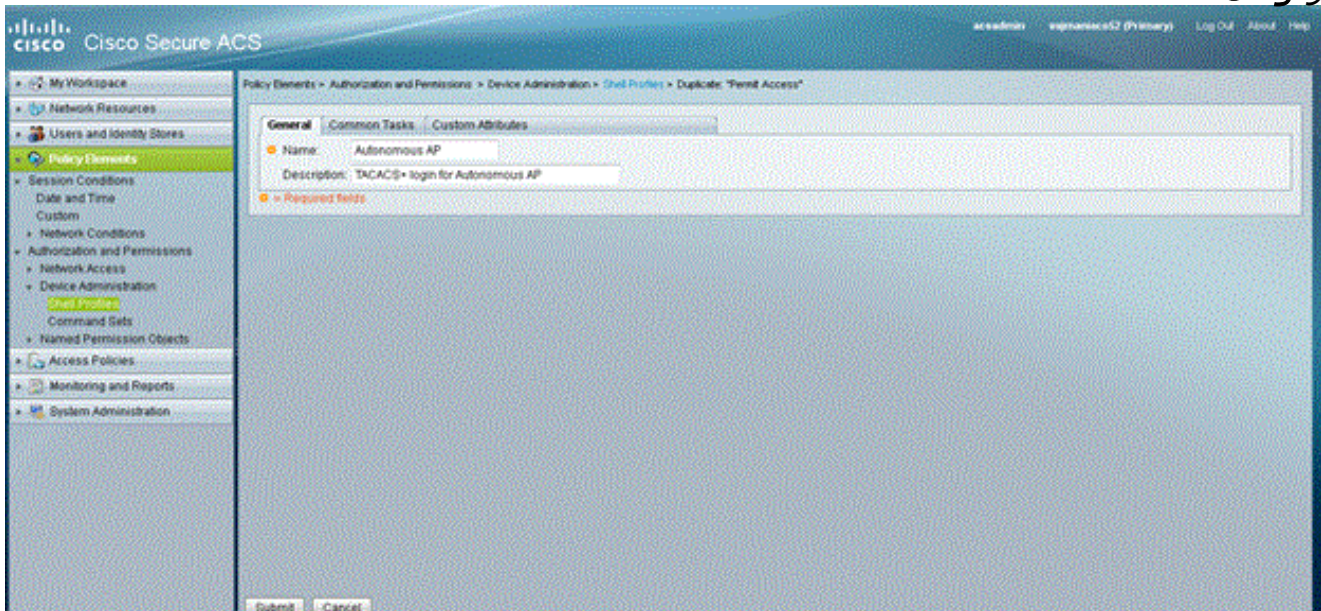 cisco Cisco Secure ACS
acsadmin (Primary) Log Out About Help
My Workspace
Network Resources
Users and Identity Stores
Policy Elements
Session Conditions
Date and Time
Custom
Network Conditions
Authorization and Permissions
Network Access
Device Administration
Shell Profiles
Command Sets
Named Permission Objects
Access Policies
Monitoring and Reports
System Administration
Policy Elements > Authorization and Permissions > Device Administration > Shell Profiles > Duplicate: "Permit Access"
General Common Tasks Custom Attributes
Name: Autonomous AP
Description: TACACS+ login for Autonomous AP
= Required fields
Submit Cancel